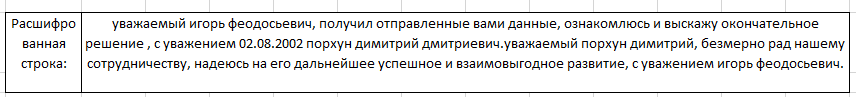 Расшифро
ванная
строка:
уважаемый игорь феодосьевич, получил отправленные вами данные, ознакомлюсь и выскажу окончательное
решение , с уважением 02.08.2002 порхун димитрий дмитриевич.уважаемый порхун димитрий, безмерно рад нашему
сотрудничеству, надеюсь на его дальнейшее успешное и взаимовыгодное развитие, с уважением игорь феодосьевич.